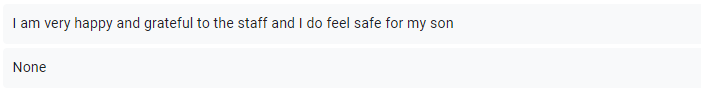 I am very happy and grateful to the staff and I do feel safe for my son
None